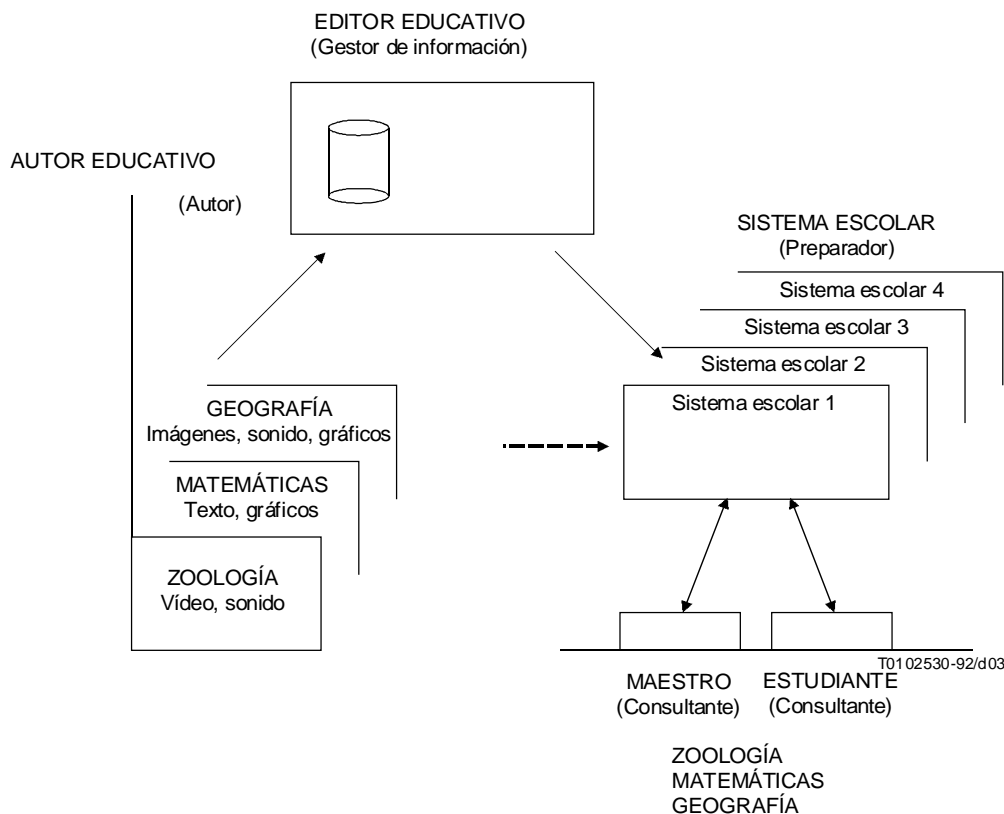 EDITOR EDUCATIVO
(Gestor de información)
AUTOR EDUCATIVO
(Autor)
SISTEMA ESCOLAR
(Preparador)
Sistema escolar 4
Sistema escolar 3
Sistema escolar 2
Sistema escolar 1
GEOGRAFÍA
Imágenes, sonido, gráficos
MATEMÁTICAS
Texto, gráficos
ZOOLOGÍA
Vídeo, sonido
T0102530-92/d03
MAESTRO
(Consultante)
ESTUDIANTE
(Consultante)
ZOOLOGÍA
MATEMÁTICAS
GEOGRAFÍA